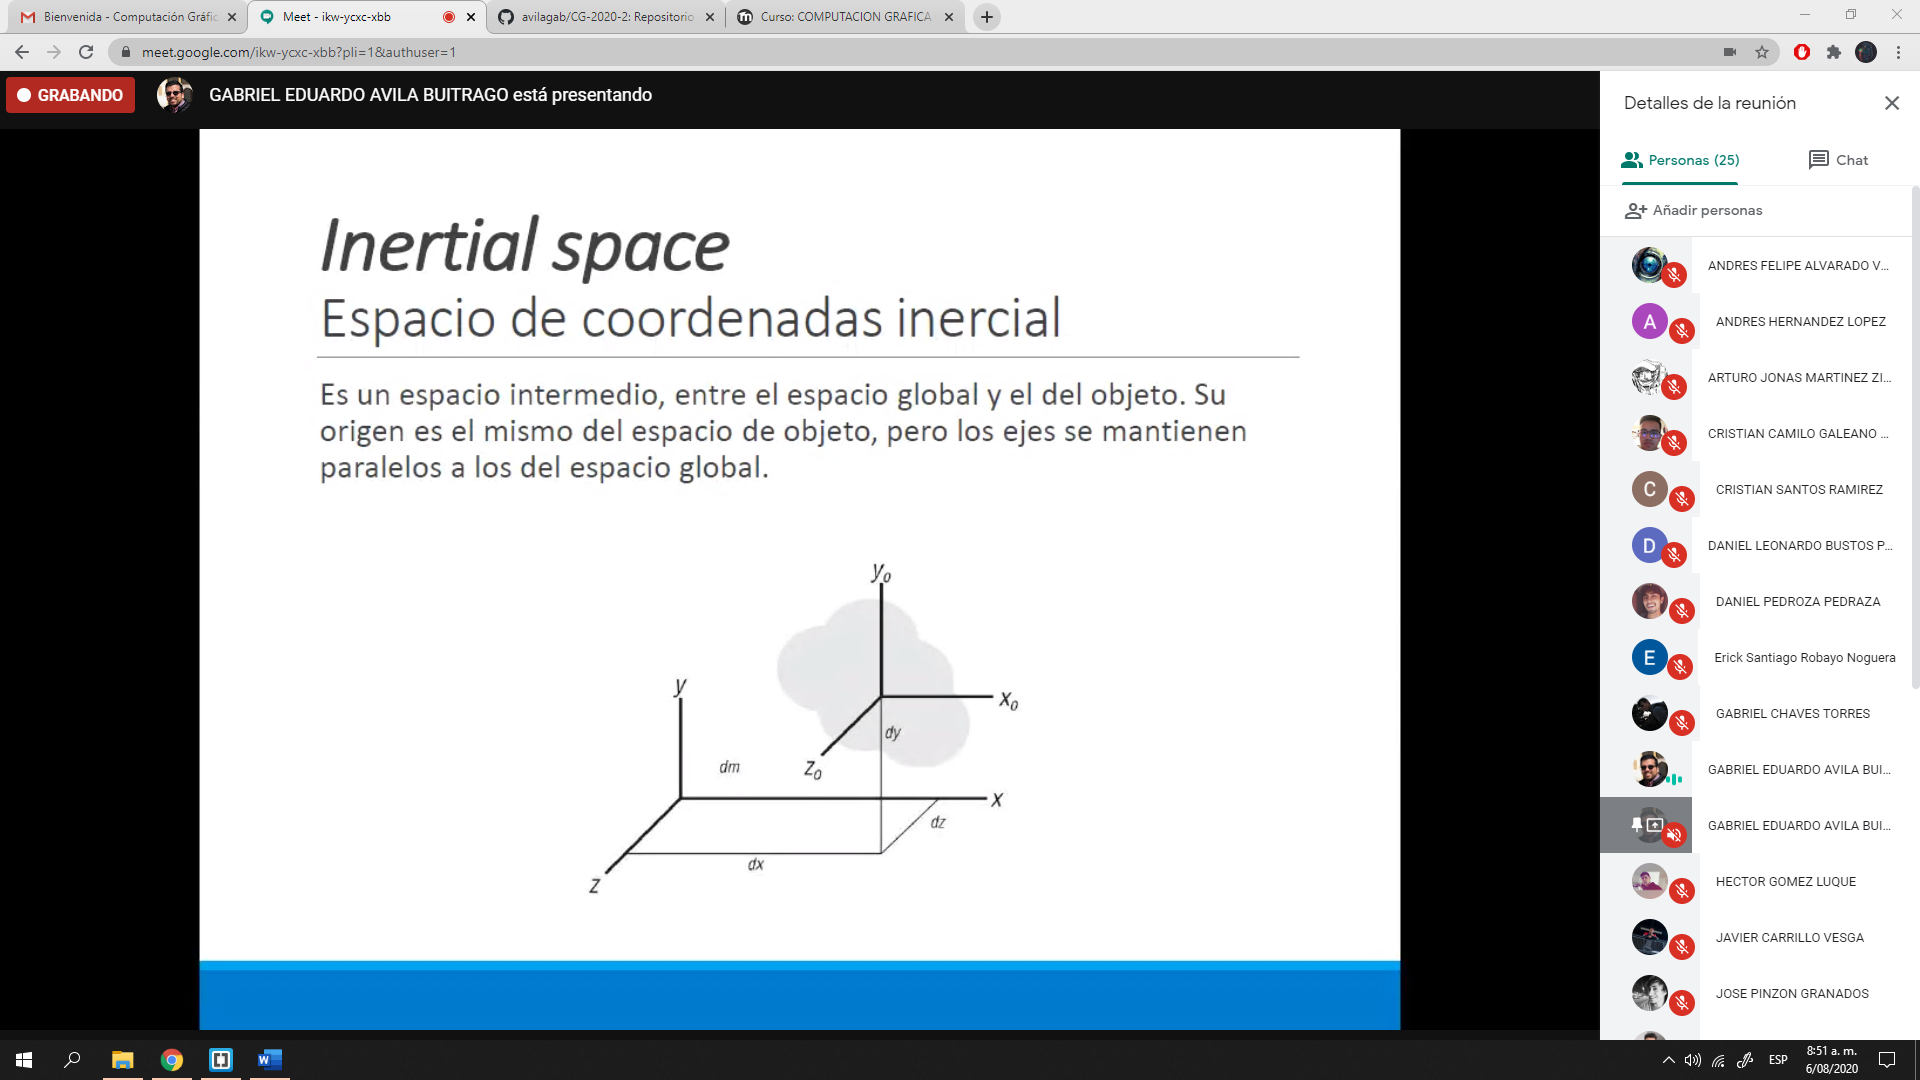 Bienvenida - Computación Gráfic
Meet - ikw-ycxc-xbb
avilagab/CG-2020-2: Repositorio
Curso: COMPUTACION GRAFICA
meet.google.com/ikw-ycxc-xbb?pli=1&authuser=1
GRABANDO
GABRIEL EDUARDO AVILA BUITRAGO está presentando
Inertial space
Espacio de coordenadas inercial
Es un espacio intermedio, entre el espacio global y el del objeto. Su
origen es el mismo del espacio de objeto, pero los ejes se mantienen
paralelos a los del espacio global.
yo
y
xo
dy
dm
zo
x
dz
dx
z
Detalles de la reunión
Personas (25)
Chat
Añadir personas
ANDRES FELIPE ALVARADO V...
A
ANDRES HERNANDEZ LOPEZ
ARTURO JONAS MARTINEZ ZI...
CRISTIAN CAMILO GALEANO ...
C
CRISTIAN SANTOS RAMIREZ
D
DANIEL LEONARDO BUSTOS P...
DANIEL PEDROZA PEDRAZA
E
Erick Santiago Robayo Noguera
GABRIEL CHAVES TORRES
GABRIEL EDUARDO AVILA BUI...
GABRIEL EDUARDO AVILA BUI...
HECTOR GOMEZ LUQUE
JAVIER CARRILLO VESGA
JOSE PINZON GRANADOS
ESP
8:51 a. m.
6/08/2020